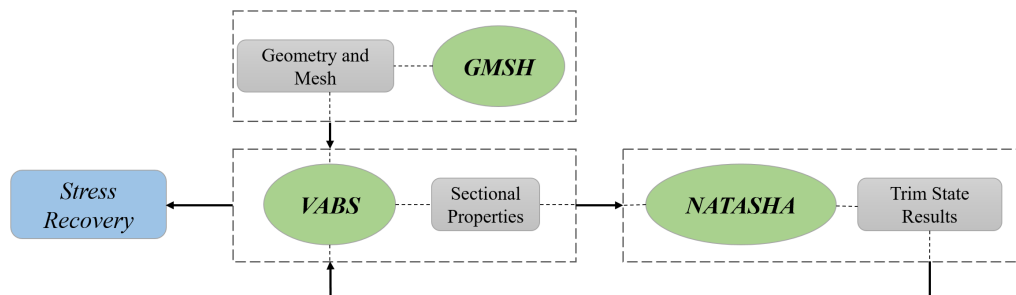 Geometry and
Mesh
GMSH
Stress
Recovery
VABS
Sectional
Properties
NATASHA
Trim State
Results